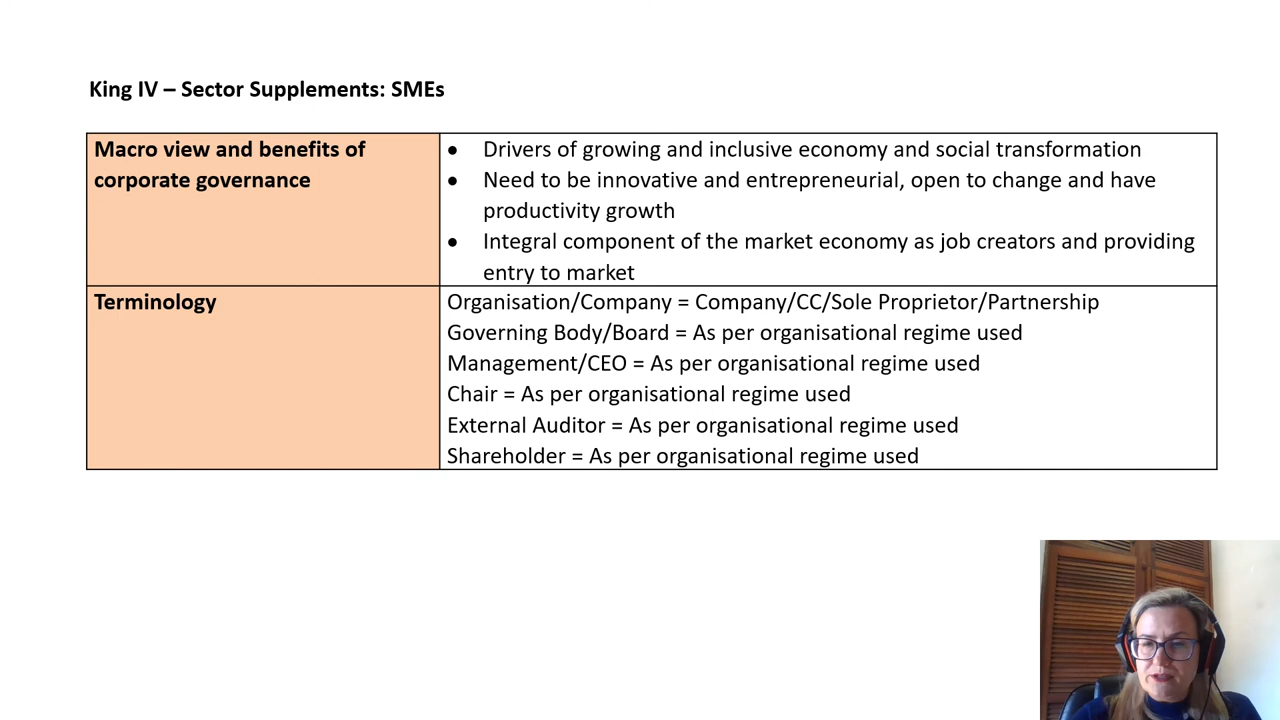 King IV – Sector Supplements: SMEs
Macro view and benefits of
corporate governance
● Drivers of growing and inclusive economy and social transformation
● Need to be innovative and entrepreneurial, open to change and have
productivity growth
● Integral component of the market economy as job creators and providing
entry to market
Terminology
Organisation/Company = Company/CC/Sole Proprietor/Partnership
Governing Body/Board = As per organisational regime used
Management/CEO = As per organisational regime used
Chair = As per organisational regime used
External Auditor = As per organisational regime used
Shareholder = As per organisational regime used